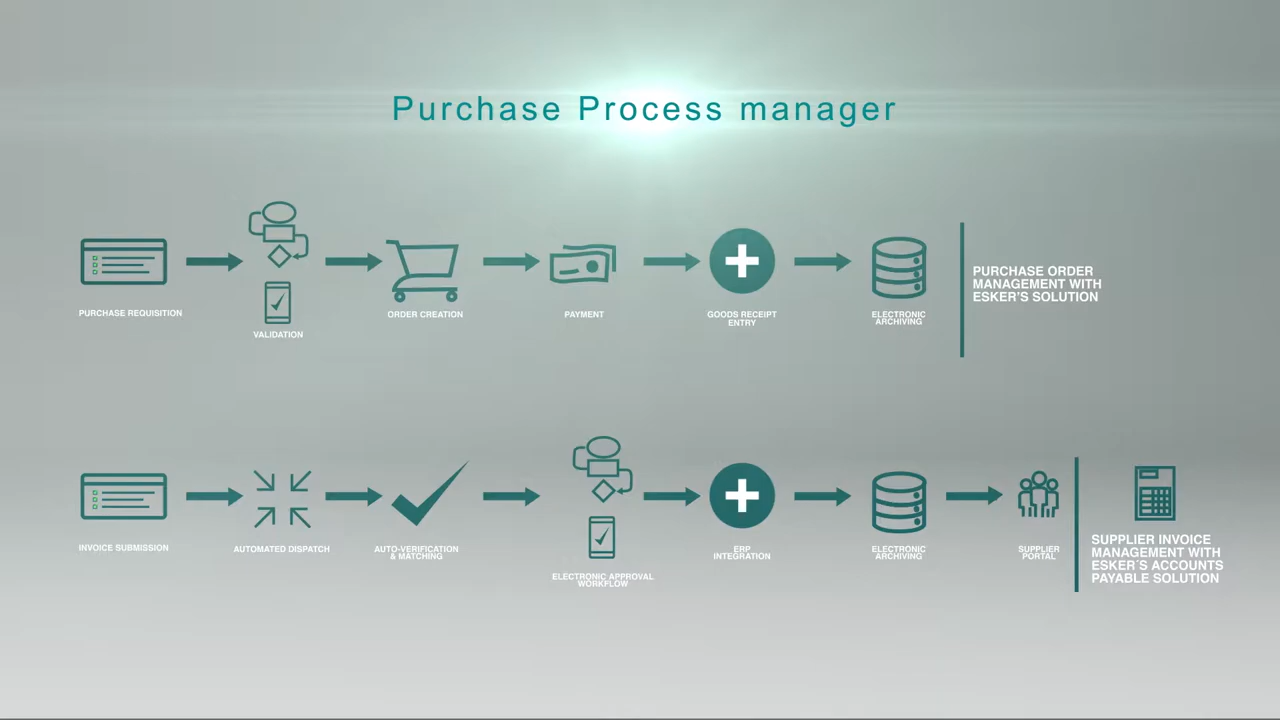 Purchase Process manager
PURCHASE REQUISITION
VALIDATION
ORDER CREATION
PAYMENT
GOODS RECEIPT
ENTRY
ELECTRONIC
ARCHIVING
PURCHASE ORDER
MANAGEMENT WITH
ESKER'S SOLUTION
INVOICE SUBMISSION
AUTOMATED DISPATCH
AUTO-VERIFICATION
& MATCHING
ELECTRONIC APPROVAL
WORKFLOW
ERP
INTEGRATION
ELECTRONIC
ARCHIVING
SUPPLIER
PORTAL
SUPPLIER INVOICE
MANAGEMENT WITH
ESKER´S ACCOUNTS
PAYABLE SOLUTION